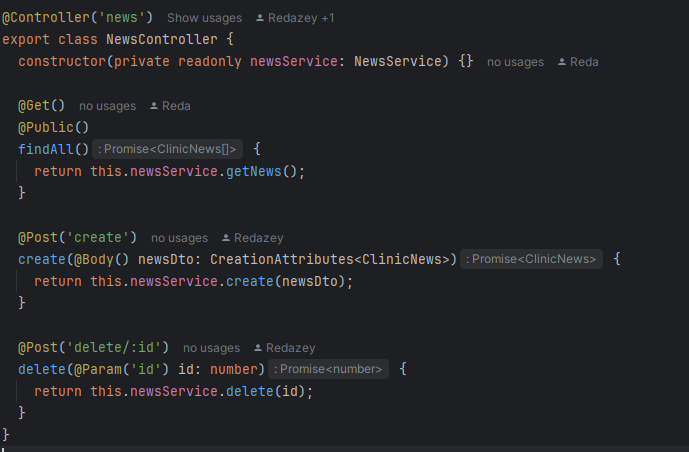 @Controller('news') Show usages Redazey +1
export class NewsController {
constructor(private readonly newsService: NewsService) {} no usages Reda
@Get() no usages Reda
@Public()
findAll() : Promise<ClinicNews[]> {
return this.newsService.getNews();
}
@Post('create') no usages Redazey
create(@Body() newsDto: CreationAttributes<ClinicNews>) : Promise<ClinicNews> {
return this.newsService.create(newsDto);
}
@Post('delete/:id') no usages Redazey
delete(@Param('id') id: number) : Promise<number> {
return this.newsService.delete(id);
}
}